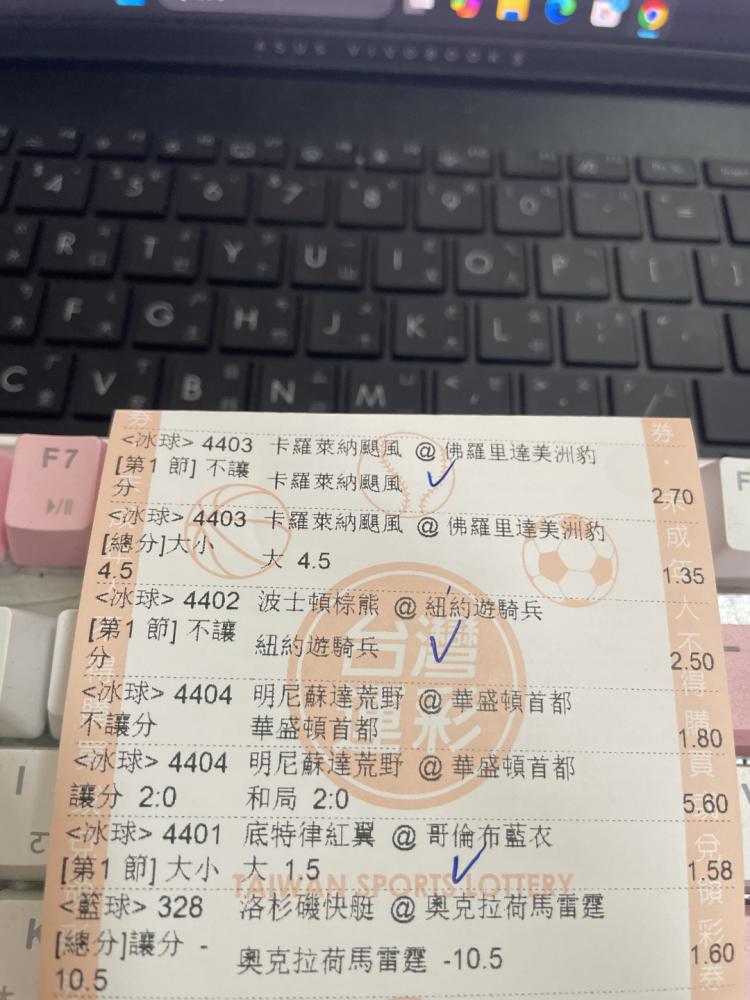 ASUS VIVOBOOK S
4 5 6 7 8 9 0 - =
R T Y U I O P [ ]
F G H J K L
C V B N M
F7
券
券
<冰球> 4403 卡羅萊納颶風 @ 佛羅里達美洲豹
[第1 節] 不讓分 卡羅萊納颶風 2.70
<冰球> 4403 卡羅萊納颶風 @ 佛羅里達美洲豹
[總分]大小 4.5 大 4.5 1.35
<冰球> 4402 波士頓棕熊 @ 紐約遊騎兵
[第1 節] 不讓分 紐約遊騎兵 2.50
<冰球> 4404 明尼蘇達荒野 @ 華盛頓首都
不讓分 華盛頓首都 1.80
<冰球> 4404 明尼蘇達荒野 @ 華盛頓首都
讓分 2:0 和局 2:0 5.60
<冰球> 4401 底特律紅翼 @ 哥倫布藍衣
[第1 節] 大小 大 1.5 1.58
<籃球> 328 洛杉磯快艇 @ 奧克拉荷馬雷霆
[總分]讓分 -10.5 奧克拉荷馬雷霆 -10.5 1.60
台灣
運彩
TAIWAN SPORTS LOTTERY